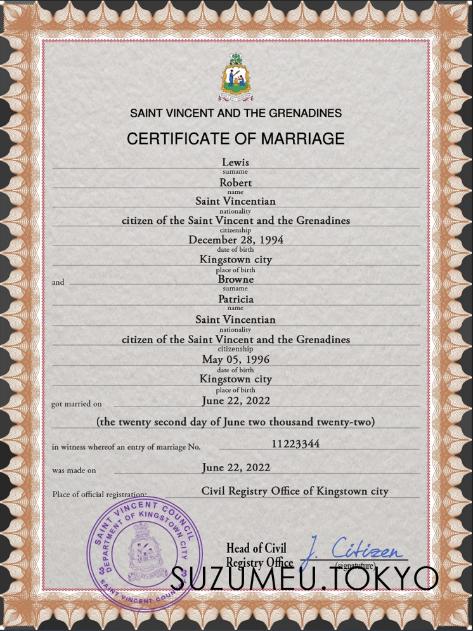 SAINT VINCENT AND THE GRENADINES
CERTIFICATE OF MARRIAGE
Lewis
surname
Robert
name
Saint Vincentian
nationality
citizen of the Saint Vincent and the Grenadines
citizenship
December 28, 1994
date of birth
Kingstown city
place of birth
and Browne
surname
Patricia
name
Saint Vincentian
nationality
citizen of the Saint Vincent and the Grenadines
citizenship
May 05, 1996
date of birth
Kingstown city
place of birth
got married on June 22, 2022
(the twenty second day of June two thousand twenty-two)
in witness whereof an entry of marriage No. 11223344
was made on June 22, 2022
Place of official registration: Civil Registry Office of Kingstown city
SAINT VINCENT COUNCIL
DEPARTMENT OF KINGSTOWN CITY
SAINT VINCENT COUNCIL
Head of Civil
Registry Office J. Citizen
(signatuture)
SUZUMEU.TOKYO